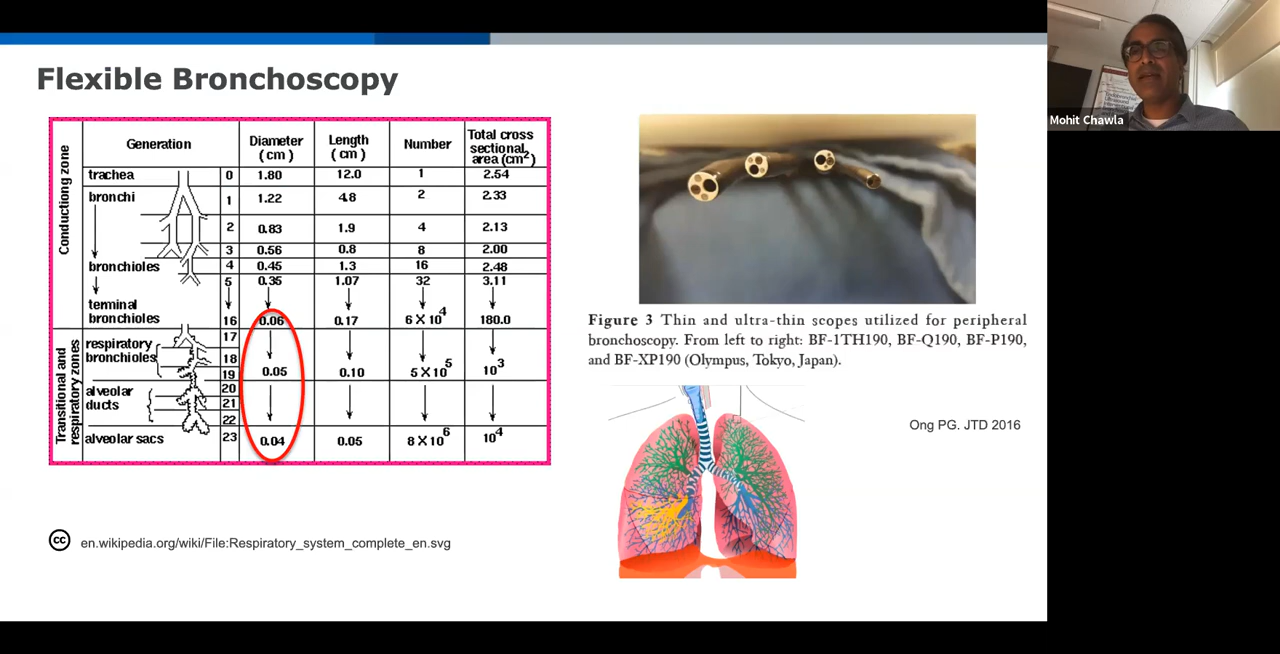 Flexible Bronchoscopy
Conductiong zone
Generation
Diameter (cm)
Length (cm)
Number
Total cross sectional area (cm²)
trachea 0 1.80 12.0 1 2.54
bronchi 1 1.22 4.8 2 2.33
2 0.83 1.9 4 2.13
3 0.56 0.8 8 2.00
bronchioles 4 0.45 1.3 16 2.48
5 0.35 1.07 32 3.11
terminal
bronchioles 16 0.06 0.17 6 X 10⁴ 180.0
Transitional and
respiratory zones
17
respiratory
bronchioles 18
19 0.05 0.10 5 X 10⁵ 10³
20
alveolar
ducts 21
22
alveolar sacs 23 0.04 0.05 8 X 10⁶ 10⁴
cc en.wikipedia.org/wiki/File:Respiratory_system_complete_en.svg
Figure 3 Thin and ultra-thin scopes utilized for peripheral
bronchoscopy. From left to right: BF-1TH190, BF-Q190, BF-P190,
and BF-XP190 (Olympus, Tokyo, Japan).
Ong PG. JTD 2016
Mohit Chawla